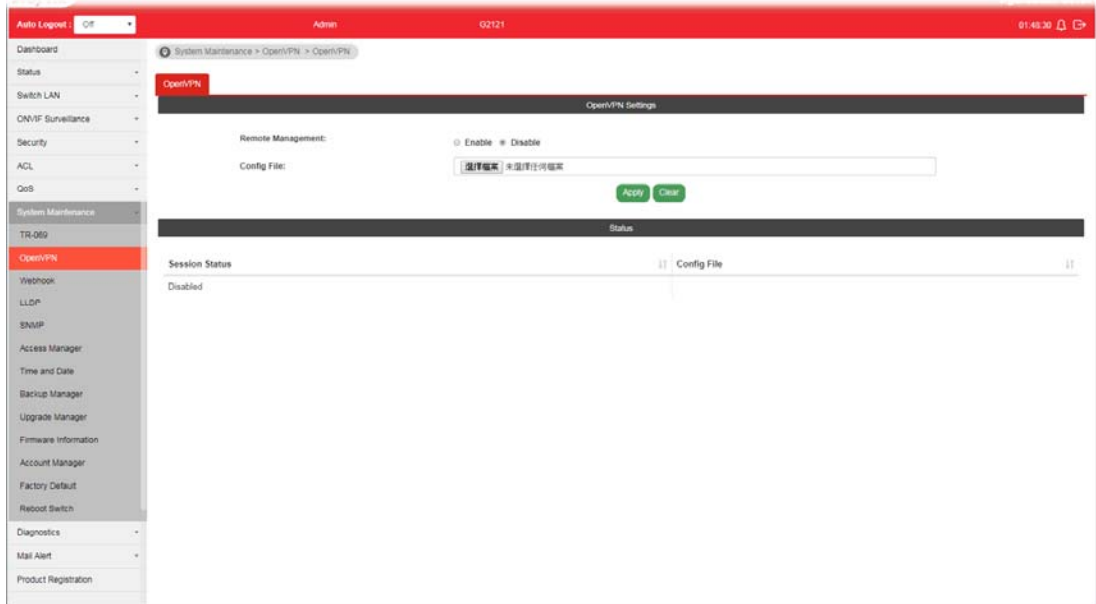 Auto Logout : Off Admin G2121 01:48:30
Dashboard
System Maintenance > OpenVPN > OpenVPN
Status
Switch LAN
ONVIF Surveillance
Security
ACL
QoS
System Maintenance
TR-069
OpenVPN
Webhook
LLDP
SNMP
Access Manager
Time and Date
Backup Manager
Upgrade Manager
Firmware Information
Account Manager
Factory Default
Reboot Switch
Diagnostics
Mail Alert
Product Registration
OpenVPN
OpenVPN Settings
Remote Management: Enable Disable
Config File: 選擇檔案 未選擇任何檔案
Apply Clear
Status
Session Status Config File
Disabled